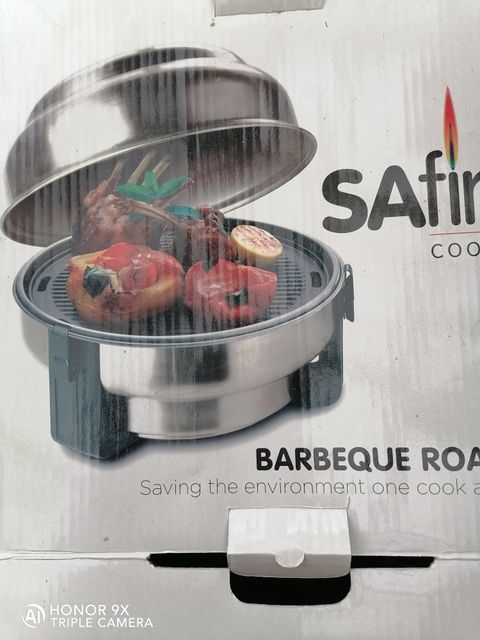 SAfir
COO
BARBEQUE ROA
Saving the environment one cook a
HONOR 9X
TRIPLE CAMERA